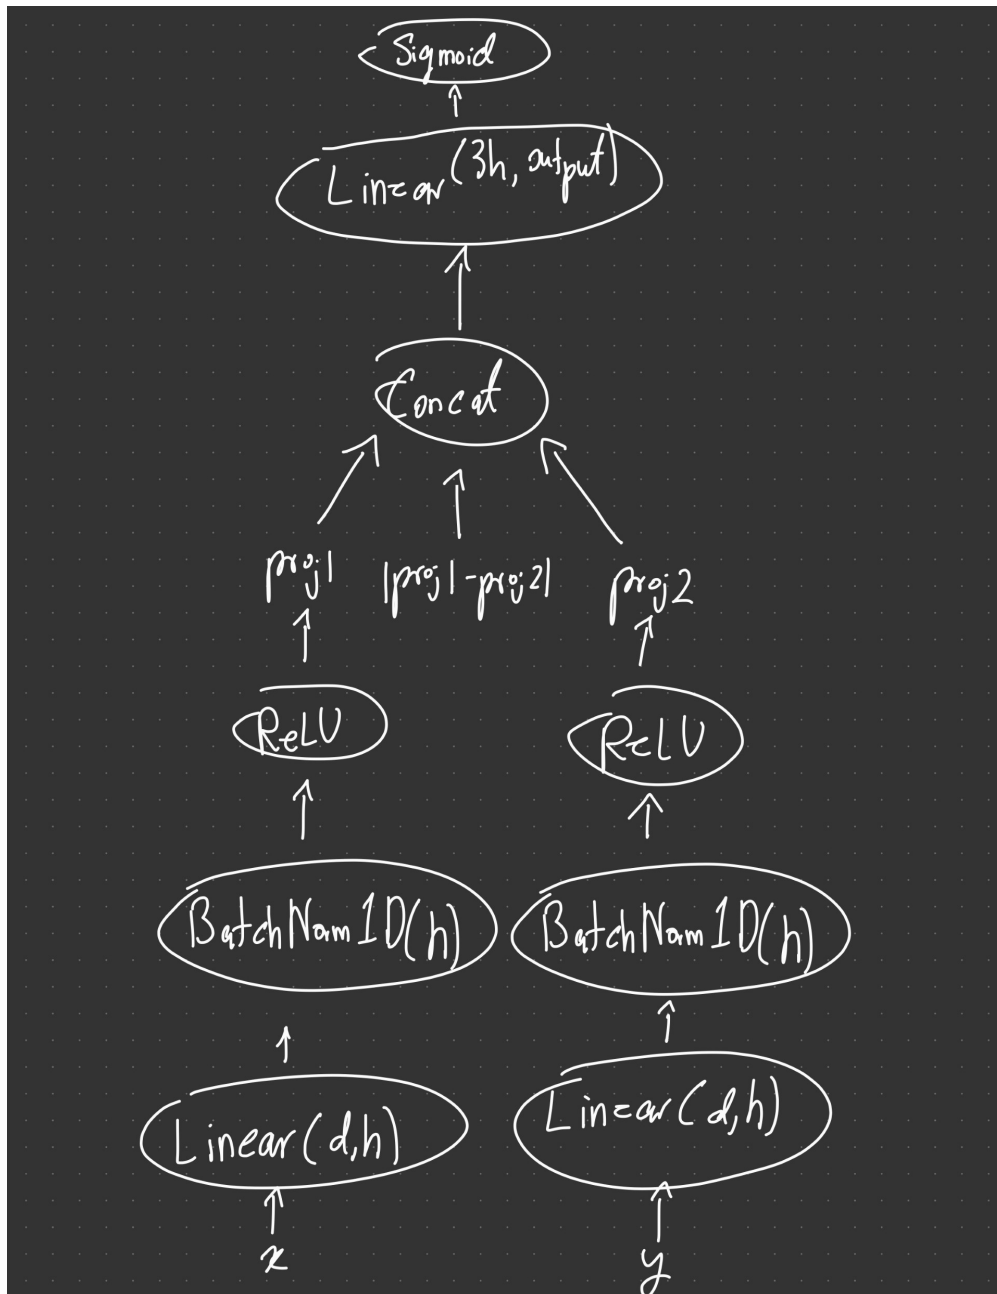 Sigmoid
Linear(3h, output)
Concat
proj1 |proj1-proj2| proj2
ReLU ReLU
BatchNorm1D(h) BatchNorm1D(h)
Linear(d,h) Linear(d,h)
x y